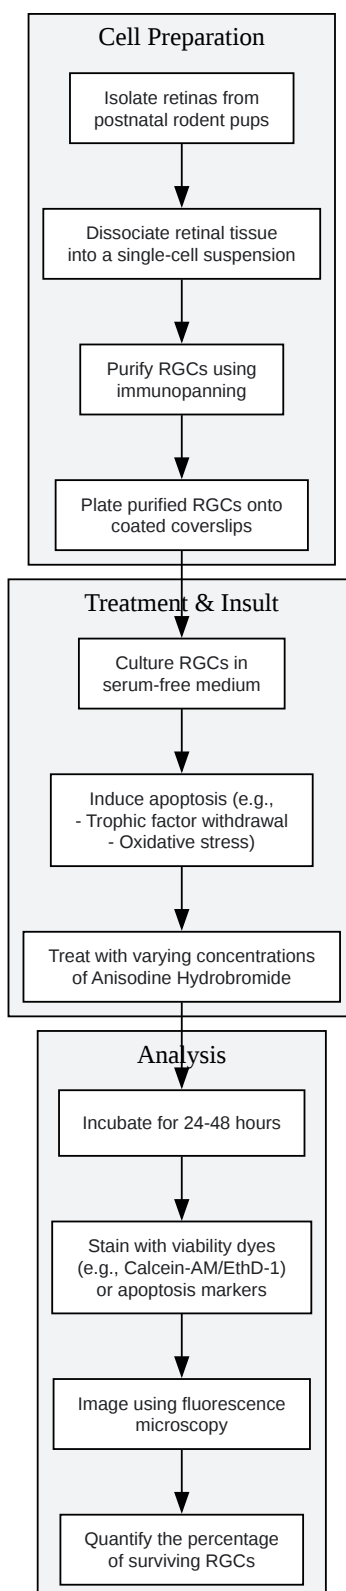 Cell Preparation
Isolate retinas from
postnatal rodent pups
Dissociate retinal tissue
into a single-cell suspension
Purify RGCs using
immunopanning
Plate purified RGCs onto
coated coverslips
Treatment & Insult
Culture RGCs in
serum-free medium
Induce apoptosis (e.g.,
- Trophic factor withdrawal
- Oxidative stress)
Treat with varying concentrations
of Anisodine Hydrobromide
Analysis
Incubate for 24-48 hours
Stain with viability dyes
(e.g., Calcein-AM/EthD-1)
or apoptosis markers
Image using fluorescence
microscopy
Quantify the percentage
of surviving RGCs